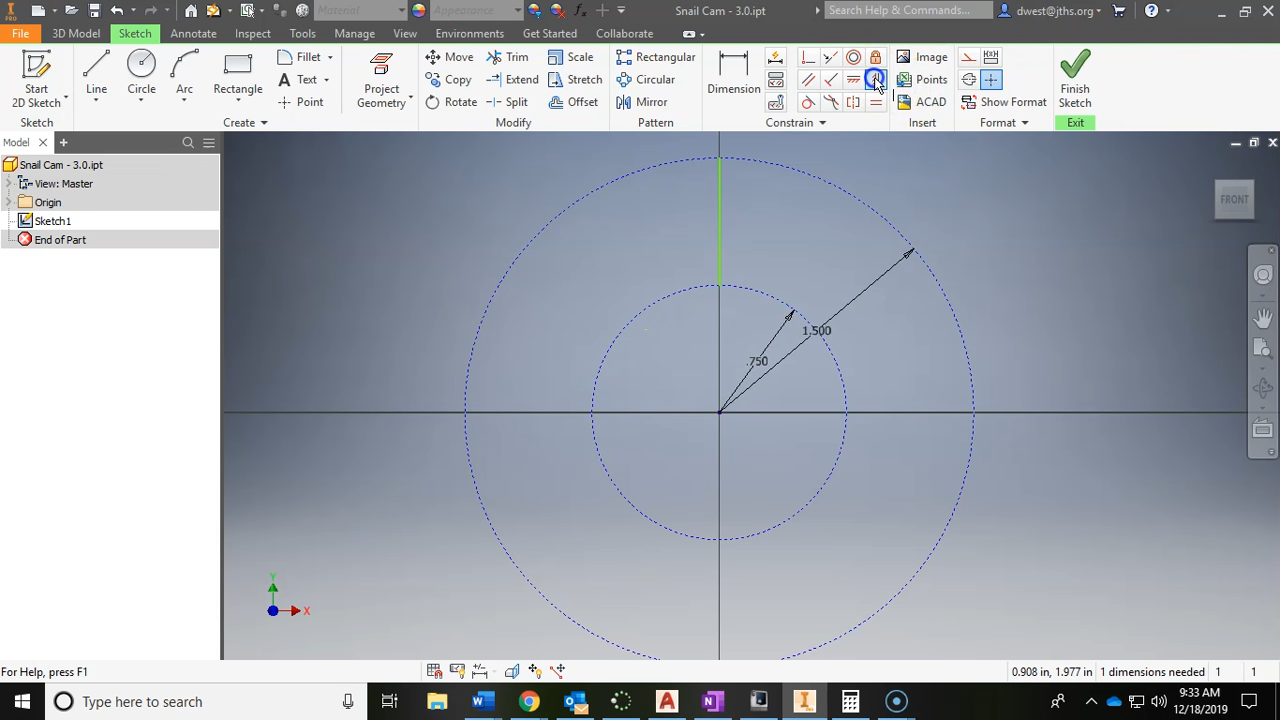 PRO
Material
Appearance
Snail Cam - 3.0.ipt
Search Help & Commands...
dwest@jths.org
File
3D Model
Sketch
Annotate
Inspect
Tools
Manage
View
Environments
Get Started
Collaborate
Start
2D Sketch
Line
Circle
Arc
Rectangle
Fillet
Text
Point
Project
Geometry
Move
Copy
Rotate
Trim
Extend
Split
Scale
Stretch
Offset
Rectangular
Circular
Mirror
Dimension
Image
Points
ACAD
Show Format
Finish
Sketch
Sketch
Create
Modify
Pattern
Constrain
Insert
Format
Exit
Model
Snail Cam - 3.0.ipt
View: Master
Origin
Sketch1
End of Part
FRONT
1.500
.750
Y
X
For Help, press F1
0.908 in, 1.977 in
1 dimensions needed
1
1
Type here to search
9:33 AM
12/18/2019